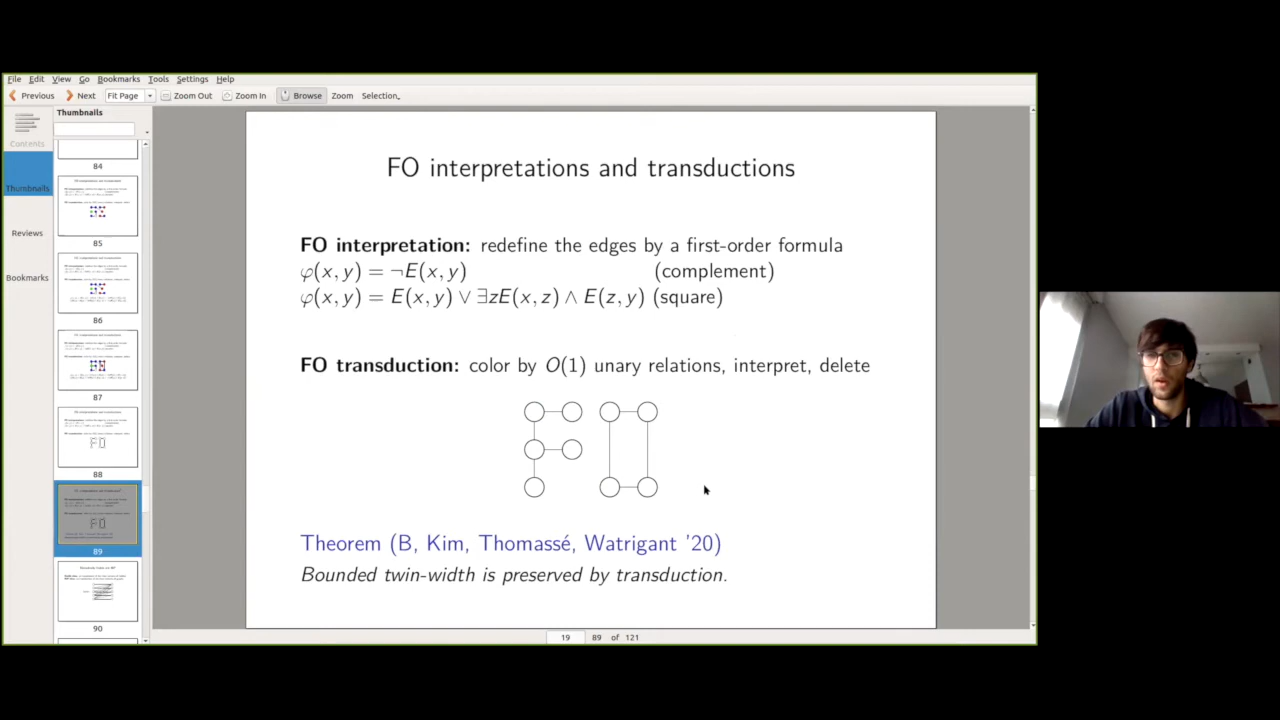 File Edit View Go Bookmarks Tools Settings Help
Previous Next Fit Page Zoom Out Zoom In Browse Zoom Selection
Contents
Thumbnails
Reviews
Bookmarks
Thumbnails
84
85
86
87
88
89
90
FO interpretations and transductions
FO interpretation: redefine the edges by a first-order formula
φ(x, y) = ¬E(x, y) (complement)
φ(x, y) = E(x, y) ∨ ∃zE(x, z) ∧ E(z, y) (square)
FO transduction: color by O(1) unary relations, interpret, delete
Theorem (B, Kim, Thomassé, Watrigant '20)
Bounded twin-width is preserved by transduction.
19 89 of 121